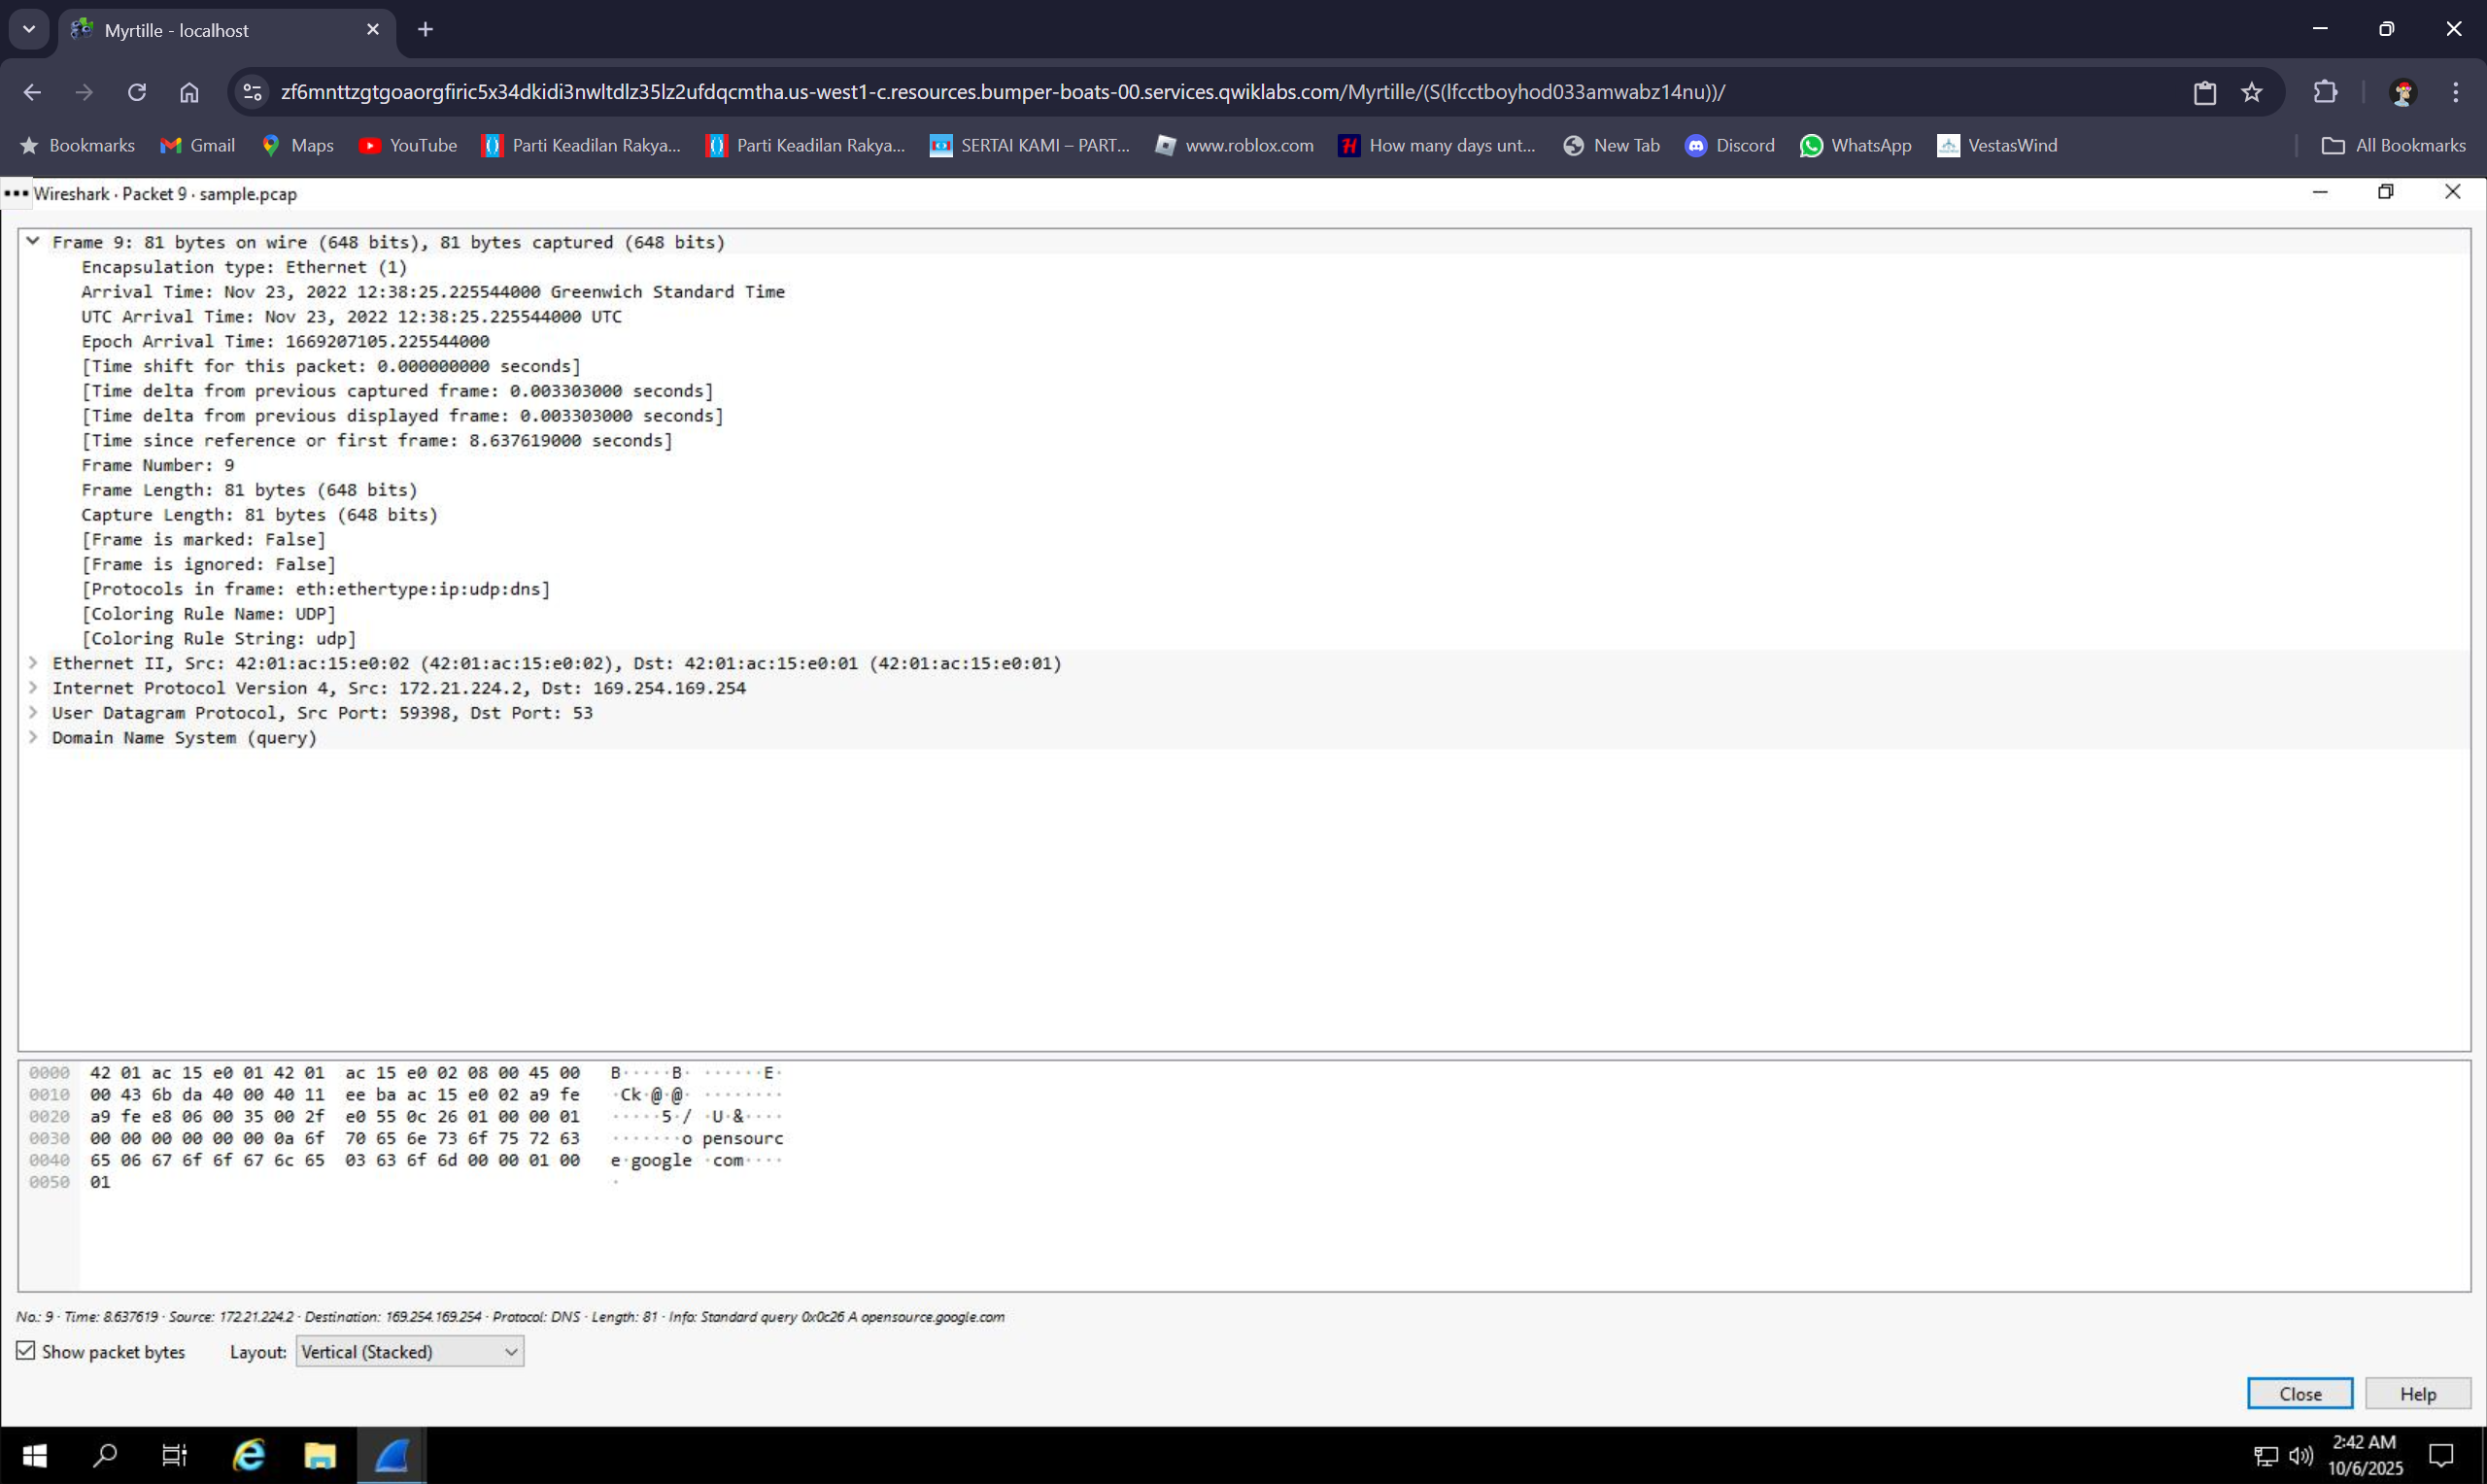 Myrtille - localhost
zf6mnttzgtgoaorgfiric5x34dkidi3nwltdlz35lz2ufdqcmtha.us-west1-c.resources.bumper-boats-00.services.qwiklabs.com/Myrtille/(S(lfcctboyhod033amwabz14nu))/
Bookmarks Gmail Maps YouTube Parti Keadilan Rakya... Parti Keadilan Rakya... SERTAI KAMI – PART... www.roblox.com How many days unt... New Tab Discord WhatsApp VestasWind All Bookmarks
Wireshark · Packet 9 · sample.pcap
Frame 9: 81 bytes on wire (648 bits), 81 bytes captured (648 bits)
Encapsulation type: Ethernet (1)
Arrival Time: Nov 23, 2022 12:38:25.225544000 Greenwich Standard Time
UTC Arrival Time: Nov 23, 2022 12:38:25.225544000 UTC
Epoch Arrival Time: 1669207105.225544000
[Time shift for this packet: 0.000000000 seconds]
[Time delta from previous captured frame: 0.003303000 seconds]
[Time delta from previous displayed frame: 0.003303000 seconds]
[Time since reference or first frame: 8.637619000 seconds]
Frame Number: 9
Frame Length: 81 bytes (648 bits)
Capture Length: 81 bytes (648 bits)
[Frame is marked: False]
[Frame is ignored: False]
[Protocols in frame: eth:ethertype:ip:udp:dns]
[Coloring Rule Name: UDP]
[Coloring Rule String: udp]
Ethernet II, Src: 42:01:ac:15:e0:02 (42:01:ac:15:e0:02), Dst: 42:01:ac:15:e0:01 (42:01:ac:15:e0:01)
Internet Protocol Version 4, Src: 172.21.224.2, Dst: 169.254.169.254
User Datagram Protocol, Src Port: 59398, Dst Port: 53
Domain Name System (query)
0000 42 01 ac 15 e0 01 42 01 ac 15 e0 02 08 00 45 00 B·····B· ······E·
0010 00 43 6b da 40 00 40 11 ee ba ac 15 e0 02 a9 fe ·Ck·@·@· ········
0020 a9 fe e8 06 00 35 00 2f e0 55 0c 26 01 00 00 01 ·····5·/ ·U·&····
0030 00 00 00 00 00 00 0a 6f 70 65 6e 73 6f 75 72 63 ·······o pensourc
0040 65 06 67 6f 6f 67 6c 65 03 63 6f 6d 00 00 01 00 e·google ·com····
0050 01 ·
No.: 9 · Time: 8.637619 · Source: 172.21.224.2 · Destination: 169.254.169.254 · Protocol: DNS · Length: 81 · Info: Standard query 0x0c26 A opensource.google.com
Show packet bytes Layout: Vertical (Stacked)
Close Help
2:42 AM
10/6/2025